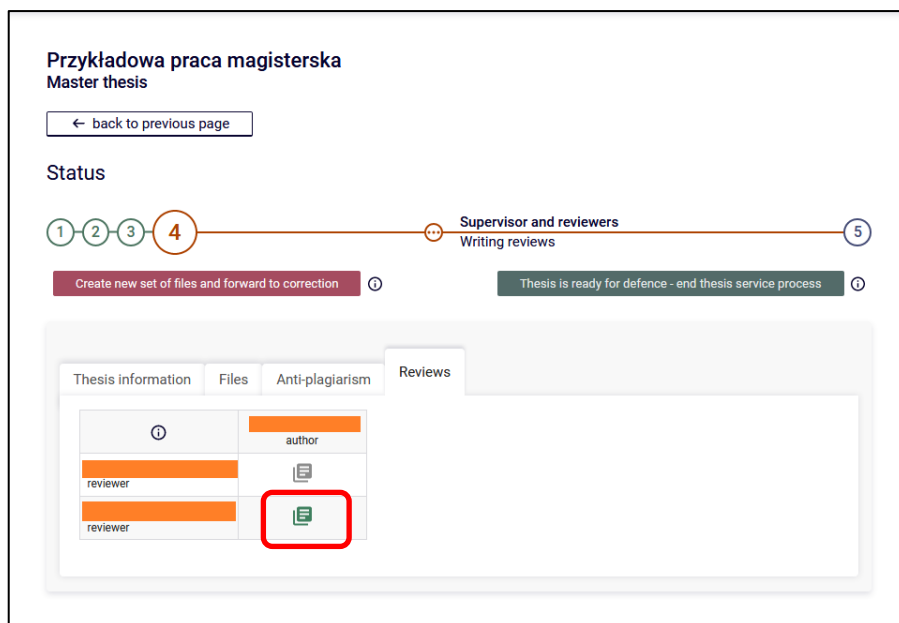 Przykładowa praca magisterska
Master thesis
← back to previous page
Status
1 2 3 4 Supervisor and reviewers 5
Writing reviews
Create new set of files and forward to correction
Thesis is ready for defence - end thesis service process
Thesis information Files Anti-plagiarism Reviews
author
reviewer
reviewer